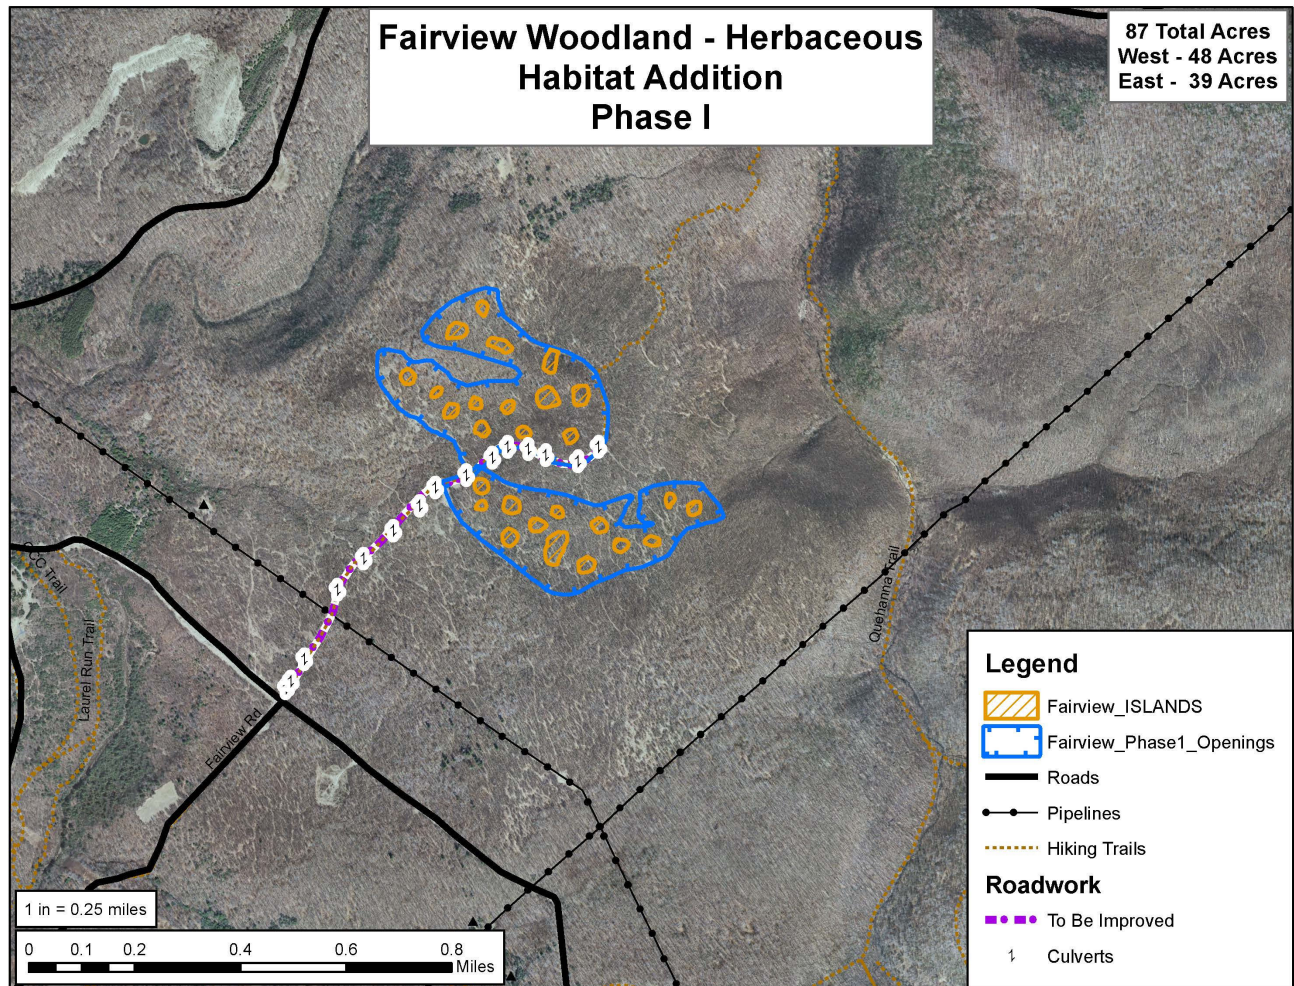 Fairview Woodland - Herbaceous
Habitat Addition
Phase I
87 Total Acres
West - 48 Acres
East - 39 Acres
CCC Trail
Laurel Run Trail
Fairview Rd
Quehanna Trail
Legend
Fairview_ISLANDS
Fairview_Phase1_Openings
Roads
Pipelines
Hiking Trails
Roadwork
To Be Improved
Culverts
1 in = 0.25 miles
0 0.1 0.2 0.4 0.6 0.8
Miles